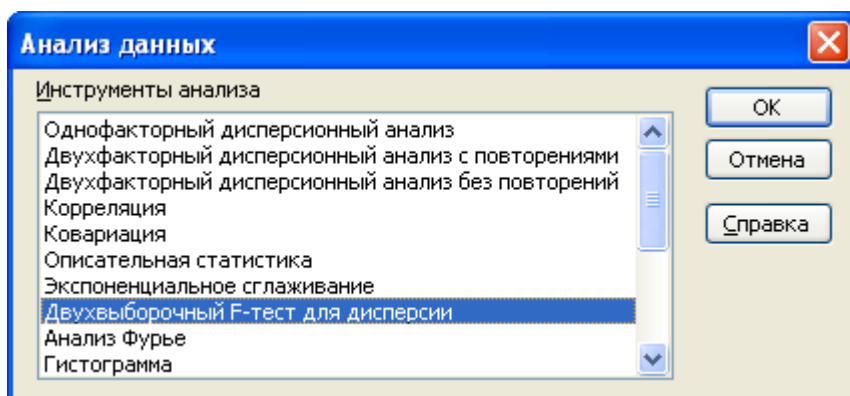 Анализ данных
Инструменты анализа
Однофакторный дисперсионный анализ
Двухфакторный дисперсионный анализ с повторениями
Двухфакторный дисперсионный анализ без повторений
Корреляция
Ковариация
Описательная статистика
Экспоненциальное сглаживание
Двухвыборочный F-тест для дисперсии
Анализ Фурье
Гистограмма
ОК
Отмена
Справка